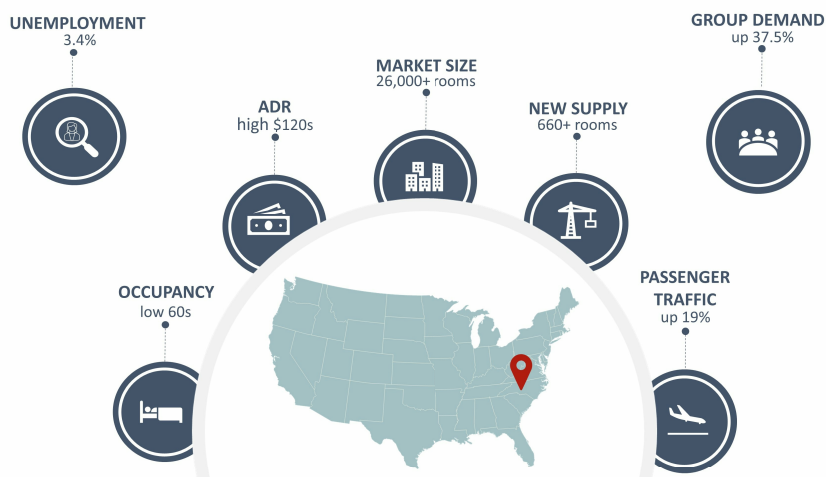 UNEMPLOYMENT
3.4%
GROUP DEMAND
up 37.5%
MARKET SIZE
26,000+ rooms
ADR
high $120s
NEW SUPPLY
660+ rooms
OCCUPANCY
low 60s
PASSENGER
TRAFFIC
up 19%